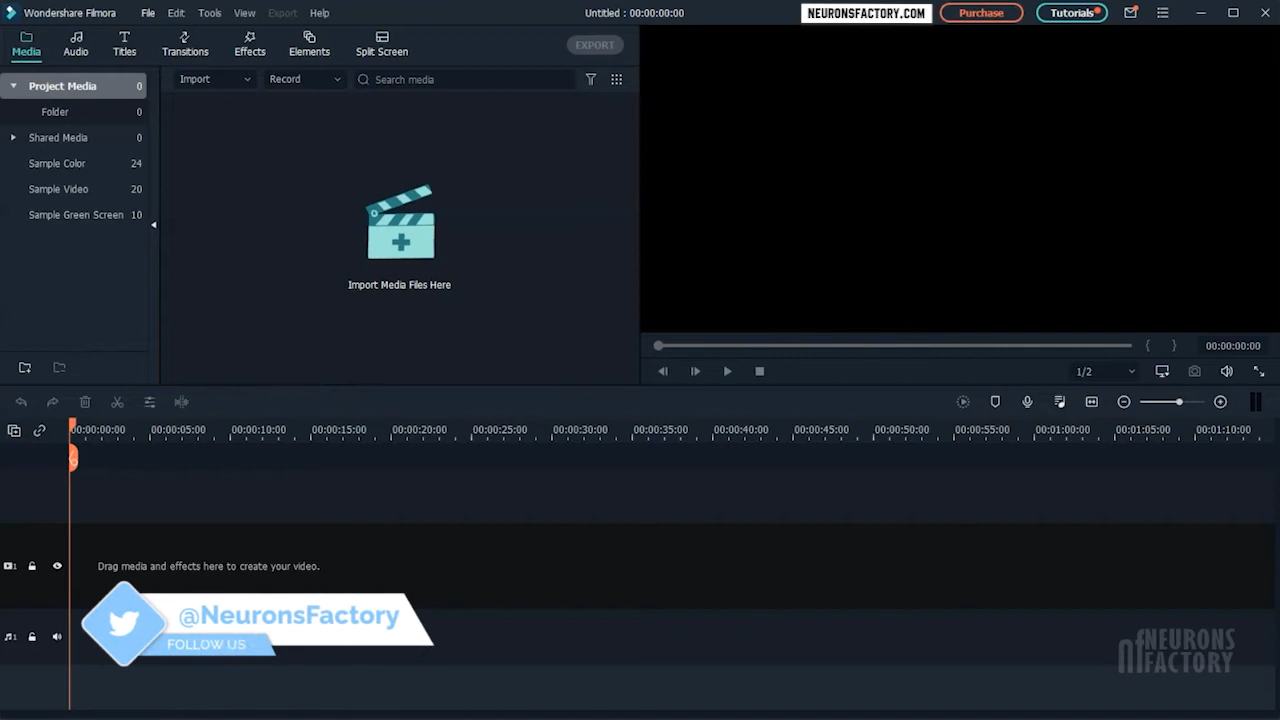 Wondershare Filmora File Edit Tools View Export Help Untitled : 00:00:00:00 NEURONSFACTORY.COM Purchase Tutorials
Media Audio Titles Transitions Effects Elements Split Screen EXPORT
Project Media 0
Folder 0
Shared Media 0
Sample Color 24
Sample Video 20
Sample Green Screen 10
Import Record Search media
Import Media Files Here
{ } 00:00:00:00
1/2
00:00:00:00 00:00:05:00 00:00:10:00 00:00:15:00 00:00:20:00 00:00:25:00 00:00:30:00 00:00:35:00 00:00:40:00 00:00:45:00 00:00:50:00 00:00:55:00 00:01:00:00 00:01:05:00 00:01:10:00
1 Drag media and effects here to create your video.
@NeuronsFactory
FOLLOW US
1
nf NEURONS
FACTORY